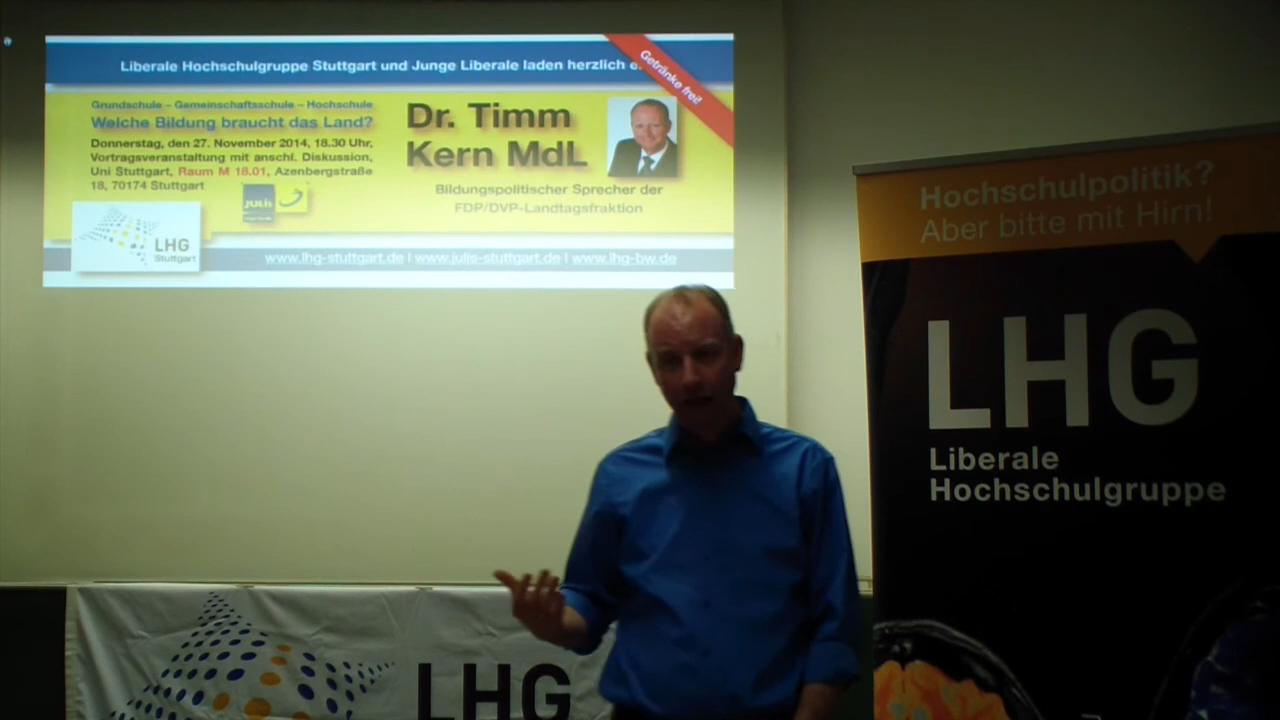 Liberale Hochschulgruppe Stuttgart und Junge Liberale laden herzlich e
Getränke frei!
Grundschule – Gemeinschaftsschule – Hochschule
Welche Bildung braucht das Land?
Donnerstag, den 27. November 2014, 18.30 Uhr,
Vortragsveranstaltung mit anschl. Diskussion,
Uni Stuttgart, Raum M 18.01, Azenbergstraße
18, 70174 Stuttgart
Dr. Timm
Kern MdL
Bildungspolitischer Sprecher der
FDP/DVP-Landtagsfraktion
JULIS
LHG
Stuttgart
www.lhg-stuttgart.de | www.julis-stuttgart.de | www.lhg-bw.de
Hochschulpolitik?
Aber bitte mit Hirn!
LHG
Liberale
Hochschulgruppe
LHG